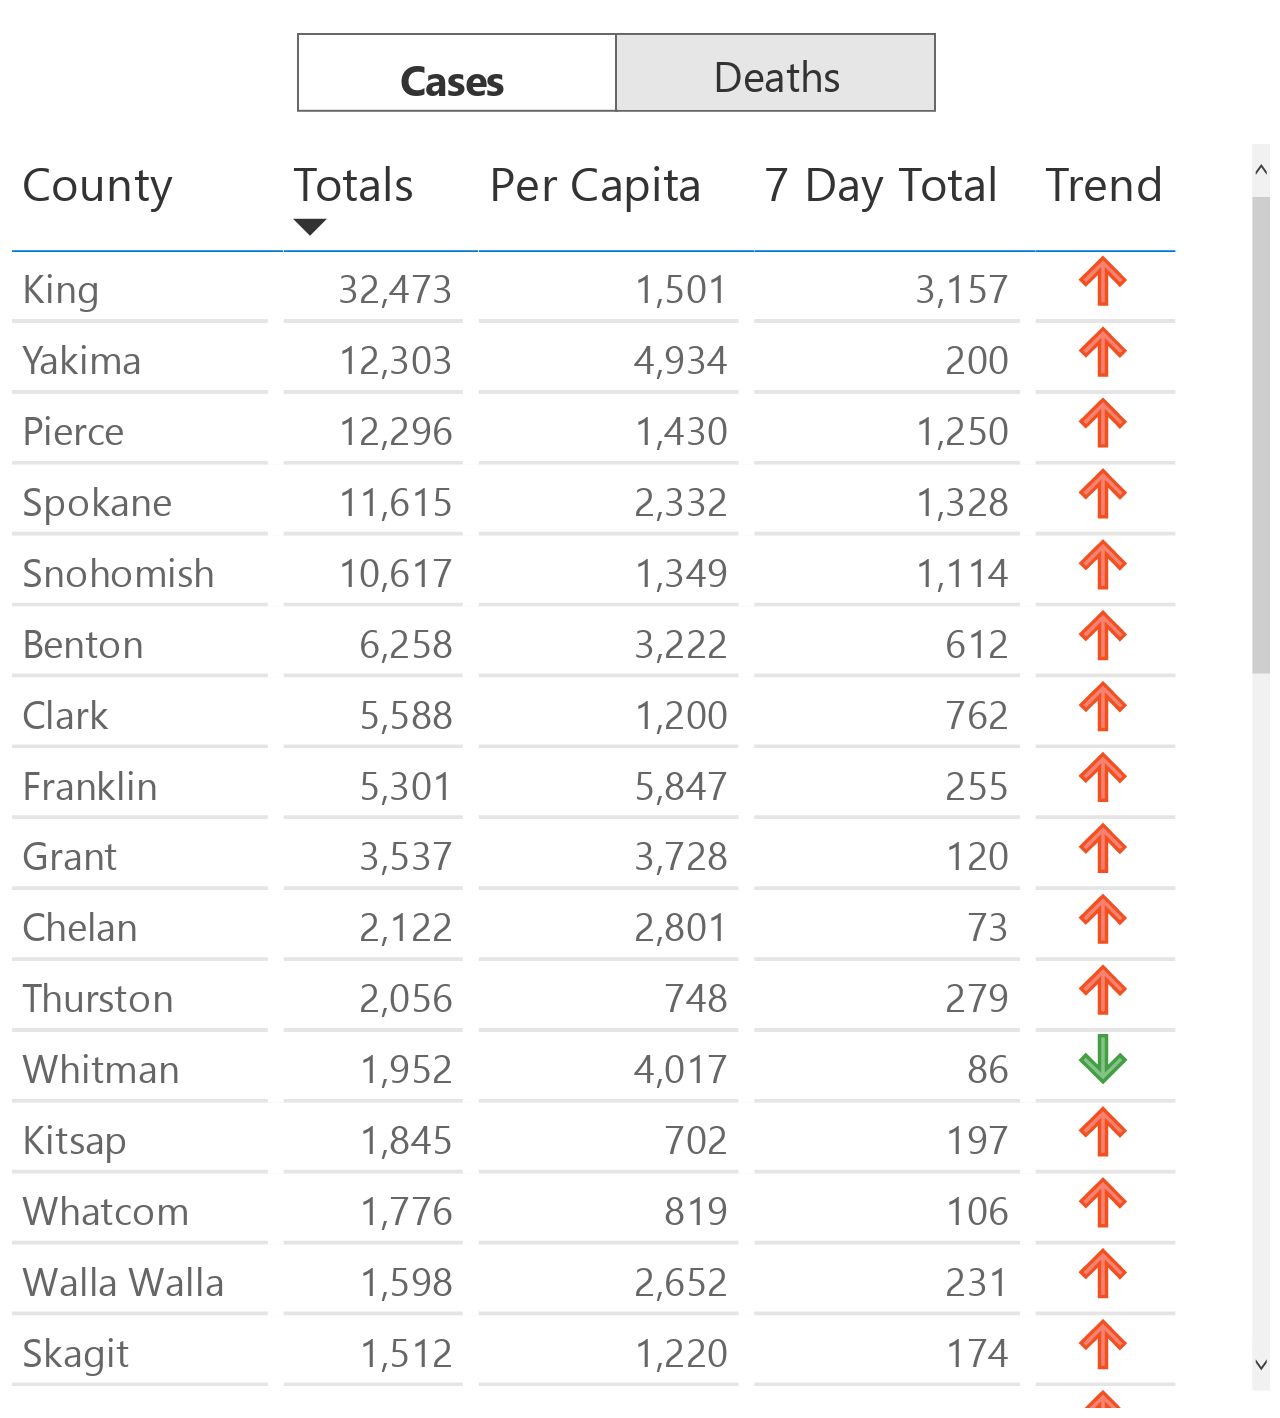 Cases Deaths
County Totals Per Capita 7 Day Total Trend
King 32,473 1,501 3,157
Yakima 12,303 4,934 200
Pierce 12,296 1,430 1,250
Spokane 11,615 2,332 1,328
Snohomish 10,617 1,349 1,114
Benton 6,258 3,222 612
Clark 5,588 1,200 762
Franklin 5,301 5,847 255
Grant 3,537 3,728 120
Chelan 2,122 2,801 73
Thurston 2,056 748 279
Whitman 1,952 4,017 86
Kitsap 1,845 702 197
Whatcom 1,776 819 106
Walla Walla 1,598 2,652 231
Skagit 1,512 1,220 174